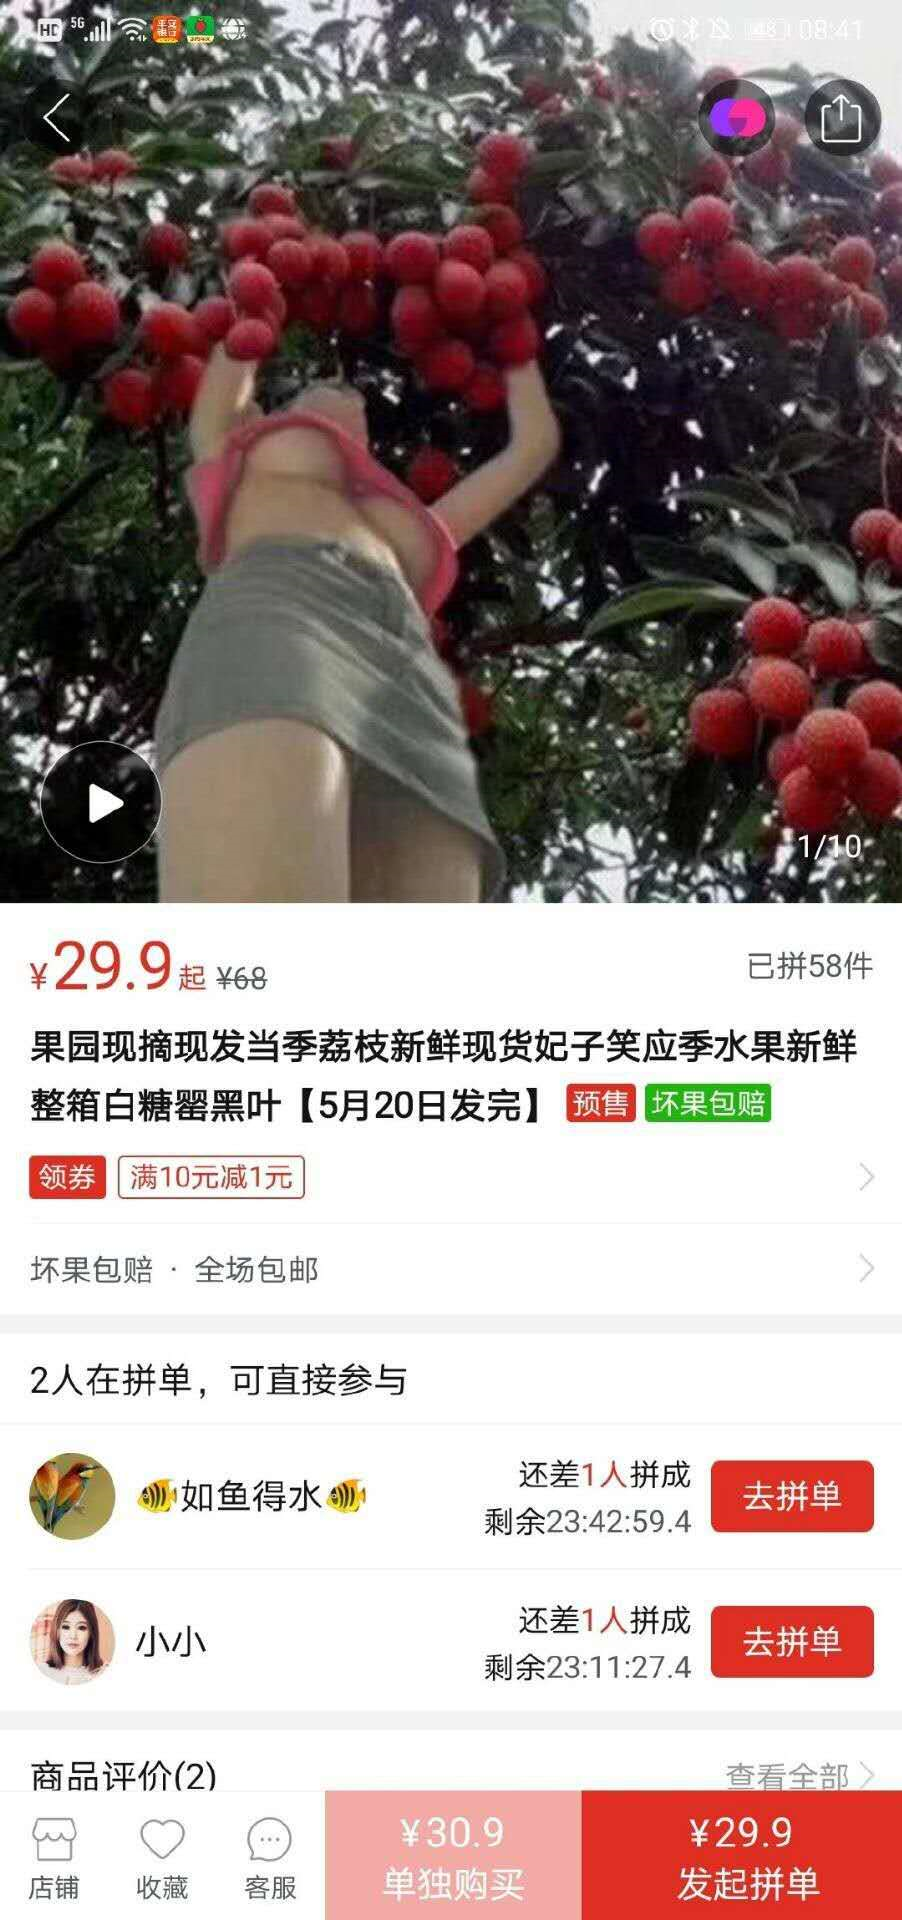 HD 5G 48 08:41
1/10
¥29.9起 ¥68 已拼58件
果园现摘现发当季荔枝新鲜现货妃子笑应季水果新鲜
整箱白糖罂黑叶【5月20日发完】 预售 坏果包赔
领券 满10元减1元
坏果包赔 · 全场包邮
2人在拼单，可直接参与
🐠如鱼得水🐠 还差1人拼成 去拼单
剩余23:42:59.4
小小 还差1人拼成 去拼单
剩余23:11:27.4
商品评价(2) 查看全部
店铺 收藏 客服
¥30.9 ¥29.9
单独购买 发起拼单